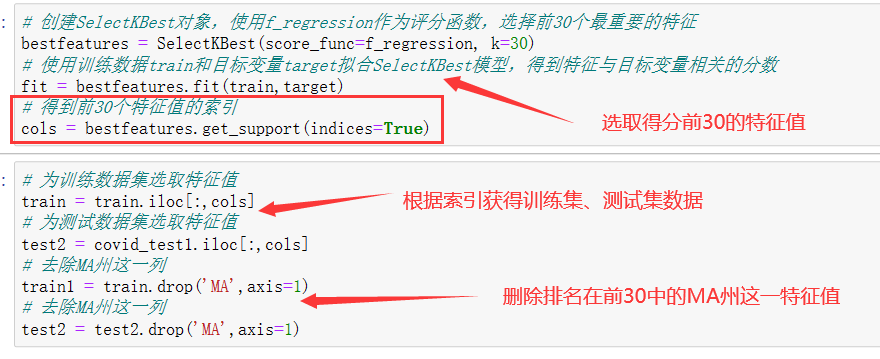 : # 创建SelectKBest对象，使用f_regression作为评分函数，选择前30个最重要的特征
bestfeatures = SelectKBest(score_func=f_regression, k=30)
# 使用训练数据train和目标变量target拟合SelectKBest模型，得到特征与目标变量相关的分数
fit = bestfeatures.fit(train,target)
# 得到前30个特征值的索引
cols = bestfeatures.get_support(indices=True)
选取得分前30的特征值
: # 为训练数据集选取特征值
train = train.iloc[:,cols]
# 为测试数据集选取特征值
test2 = covid_test1.iloc[:,cols]
# 去除MA州这一列
train1 = train.drop('MA',axis=1)
# 去除MA州这一列
test2 = test2.drop('MA',axis=1)
根据索引获得训练集、测试集数据
删除排名在前30中的MA州这一特征值